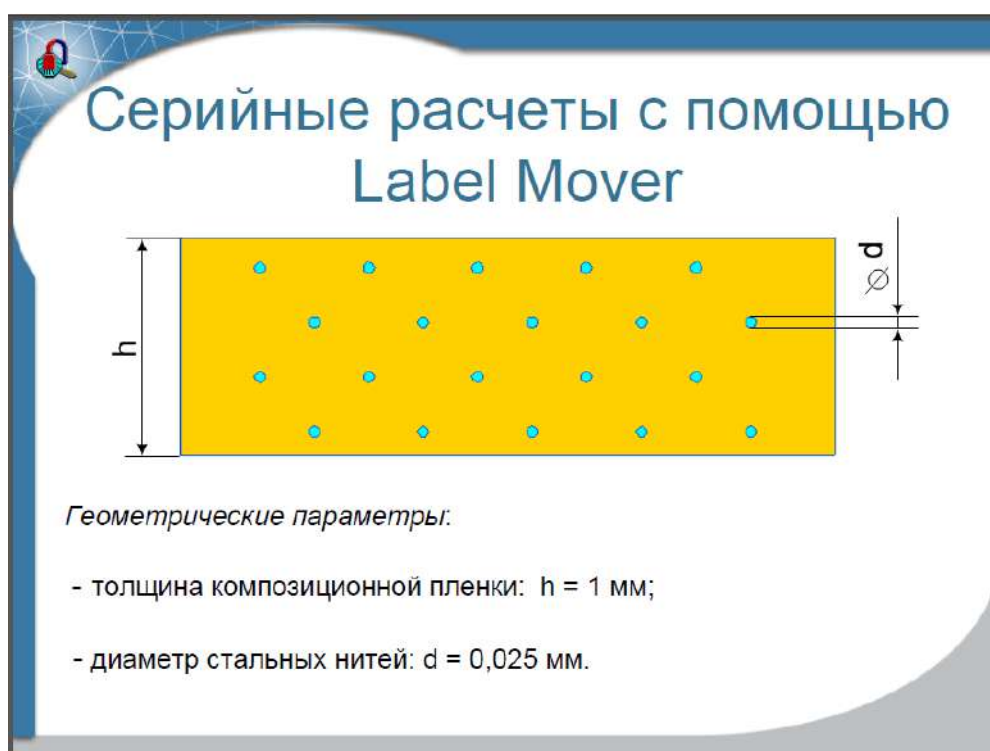 Серийные расчеты с помощью
Label Mover
h
⌀ d
Геометрические параметры:
- толщина композиционной пленки: h = 1 мм;
- диаметр стальных нитей: d = 0,025 мм.